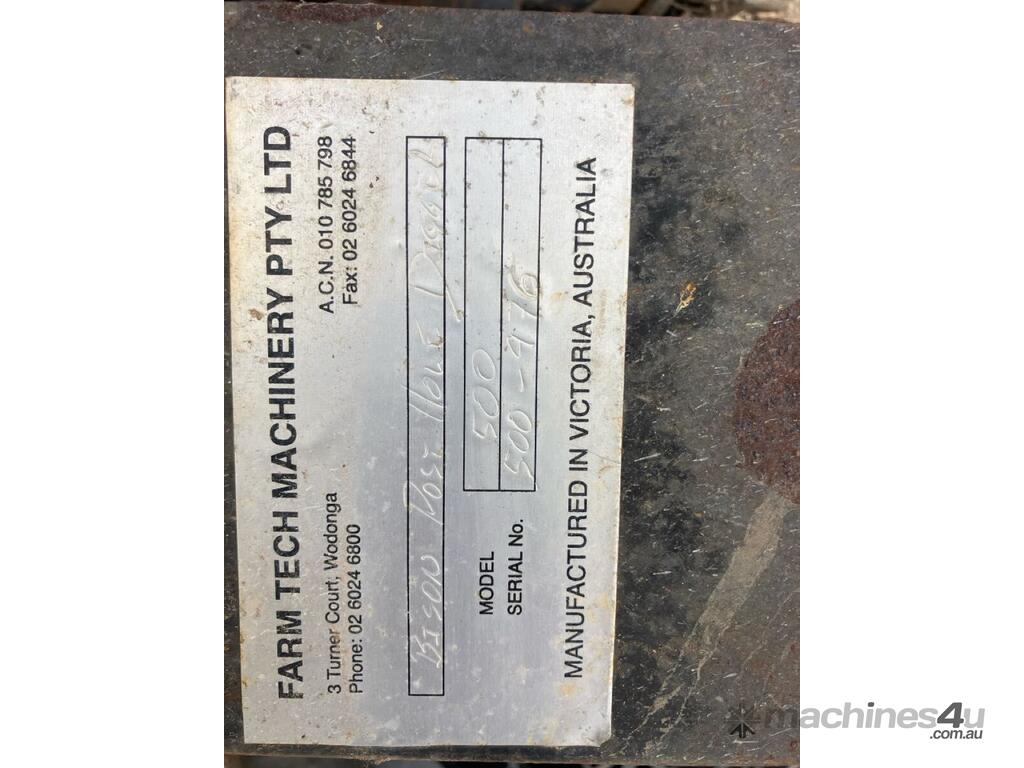 FARM TECH MACHINERY PTY LTD
3 Turner Court, Wodonga A.C.N. 010 785 798
Phone: 02 6024 6800 Fax: 02 6024 6844
BISON POST HOLE DIGGER
MODEL 500
SERIAL No. 500-476
MANUFACTURED IN VICTORIA, AUSTRALIA
machines4u
.com.au